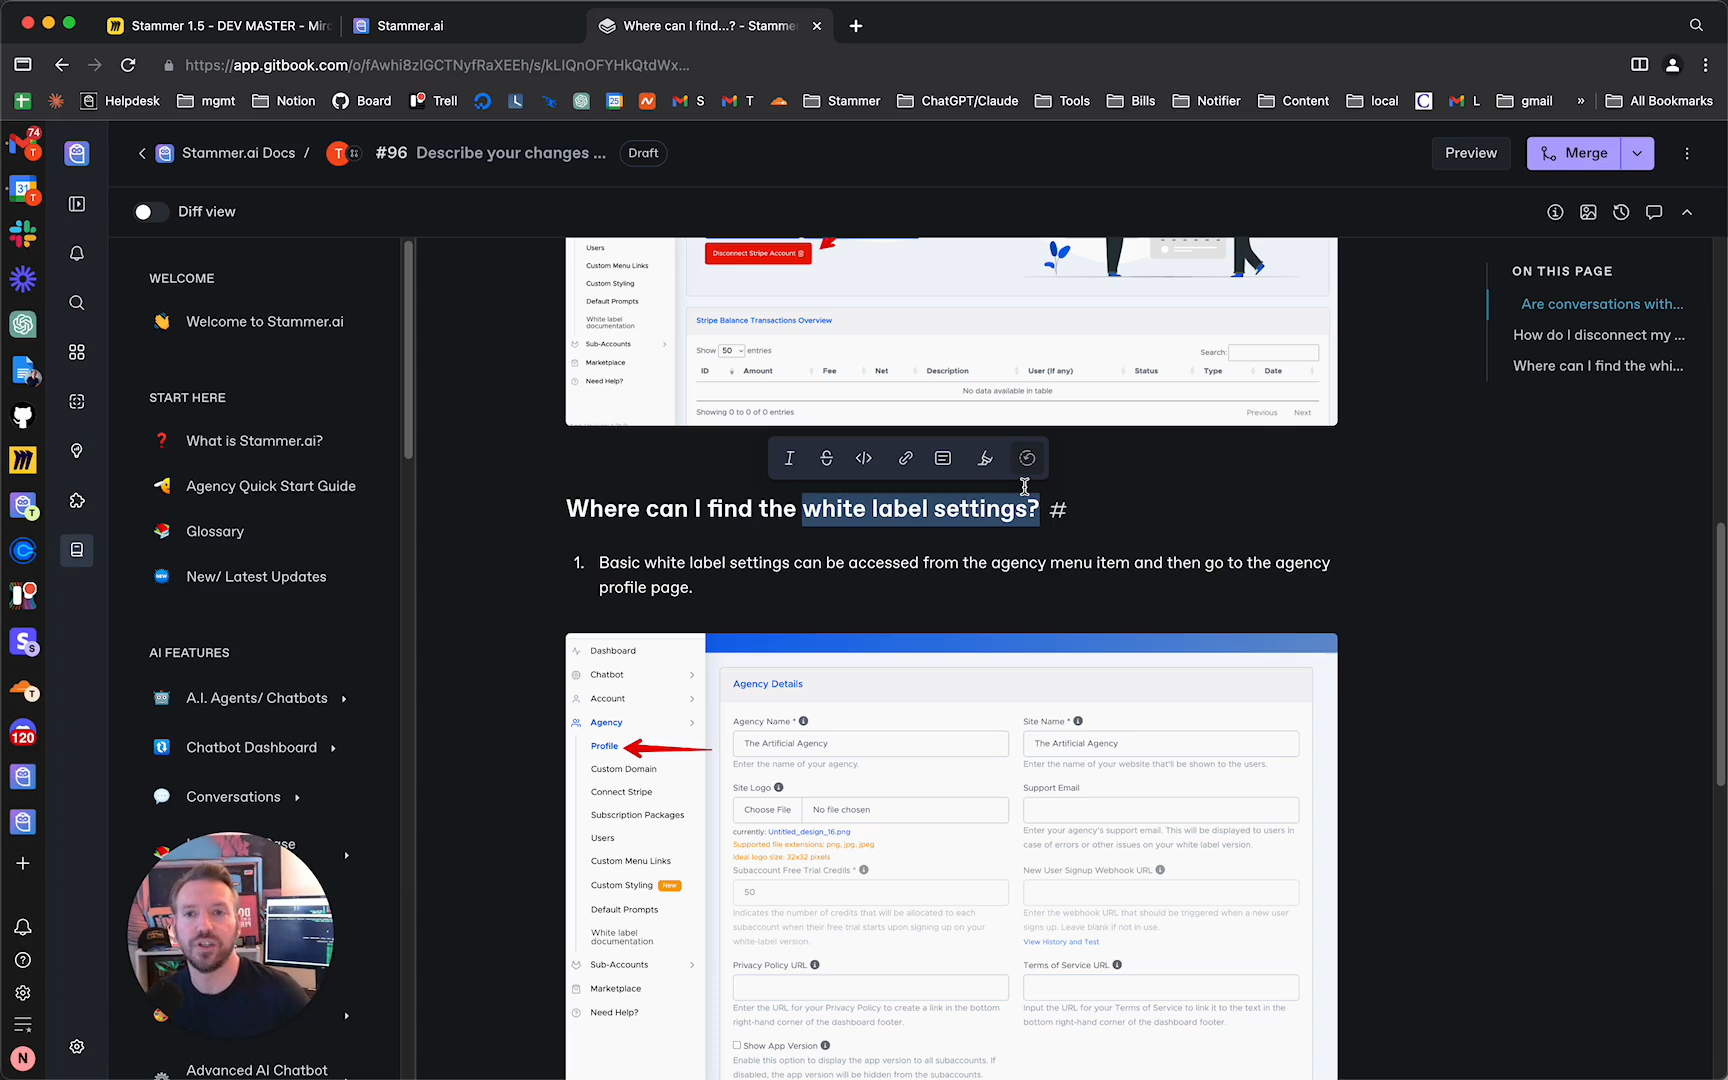 Stammer 1.5 - DEV MASTER - Mirc
Stammer.ai
Where can I find...? - Stamme
https://app.gitbook.com/o/fAwhi8zlGCTNyfRaXEEh/s/kLlQnOFYHkQtdWx...
Helpdesk
mgmt
Notion
Board
Trell
S
T
Stammer
ChatGPT/Claude
Tools
Bills
Notifier
Content
local
L
gmail
»
All Bookmarks
74
T
31
T
Stammer.ai Docs /
T
#96 Describe your changes ...
Draft
Preview
Merge
Diff view
WELCOME
Welcome to Stammer.ai
START HERE
What is Stammer.ai?
Agency Quick Start Guide
Glossary
New/ Latest Updates
AI FEATURES
A.I. Agents/ Chatbots
Chatbot Dashboard
Conversations
se
Advanced AI Chatbot
T
S
T
120
N
Users
Custom Menu Links
Custom Styling
Default Prompts
White label
documentation
Sub-Accounts
Marketplace
Need Help?
Disconnect Stripe Account
Stripe Balance Transactions Overview
Show 50 entries
Search:
ID Amount Fee Net Description User (If any) Status Type Date
No data available in table
Showing 0 to 0 of 0 entries
Previous Next
Where can I find the white label settings? #
1. Basic white label settings can be accessed from the agency menu item and then go to the agency
profile page.
Dashboard
Chatbot
Account
Agency
Profile
Custom Domain
Connect Stripe
Subscription Packages
Users
Custom Menu Links
Custom Styling New
Default Prompts
White label
documentation
Sub-Accounts
Marketplace
Need Help?
Agency Details
Agency Name *
The Artificial Agency
Enter the name of your agency.
Site Name *
The Artificial Agency
Enter the name of your website that'll be shown to the users.
Site Logo
Choose File No file chosen
currently: Untitled_design_16.png
Supported file extensions: png, jpg, jpeg
Ideal logo size: 32x32 pixels
Support Email
Enter your agency's support email. This will be displayed to users in
case of errors or other issues on your white label version.
Subaccount Free Trial Credits *
50
Indicates the number of credits that will be allocated to each
subaccount when their free trial starts upon signing up on your
white-label version.
New User Signup Webhook URL
Enter the webhook URL that should be triggered when a new user
signs up. Leave blank if not in use.
View History and Test
Privacy Policy URL
Enter the URL for your Privacy Policy to create a link in the bottom
right-hand corner of the dashboard footer.
Terms of Service URL
Input the URL for your Terms of Service to link it to the text in the
bottom right-hand corner of the dashboard footer.
Show App Version
Enable this option to display the app version to all subaccounts. If
disabled, the app version will be hidden from the subaccounts.
ON THIS PAGE
Are conversations with...
How do I disconnect my ...
Where can I find the whi...